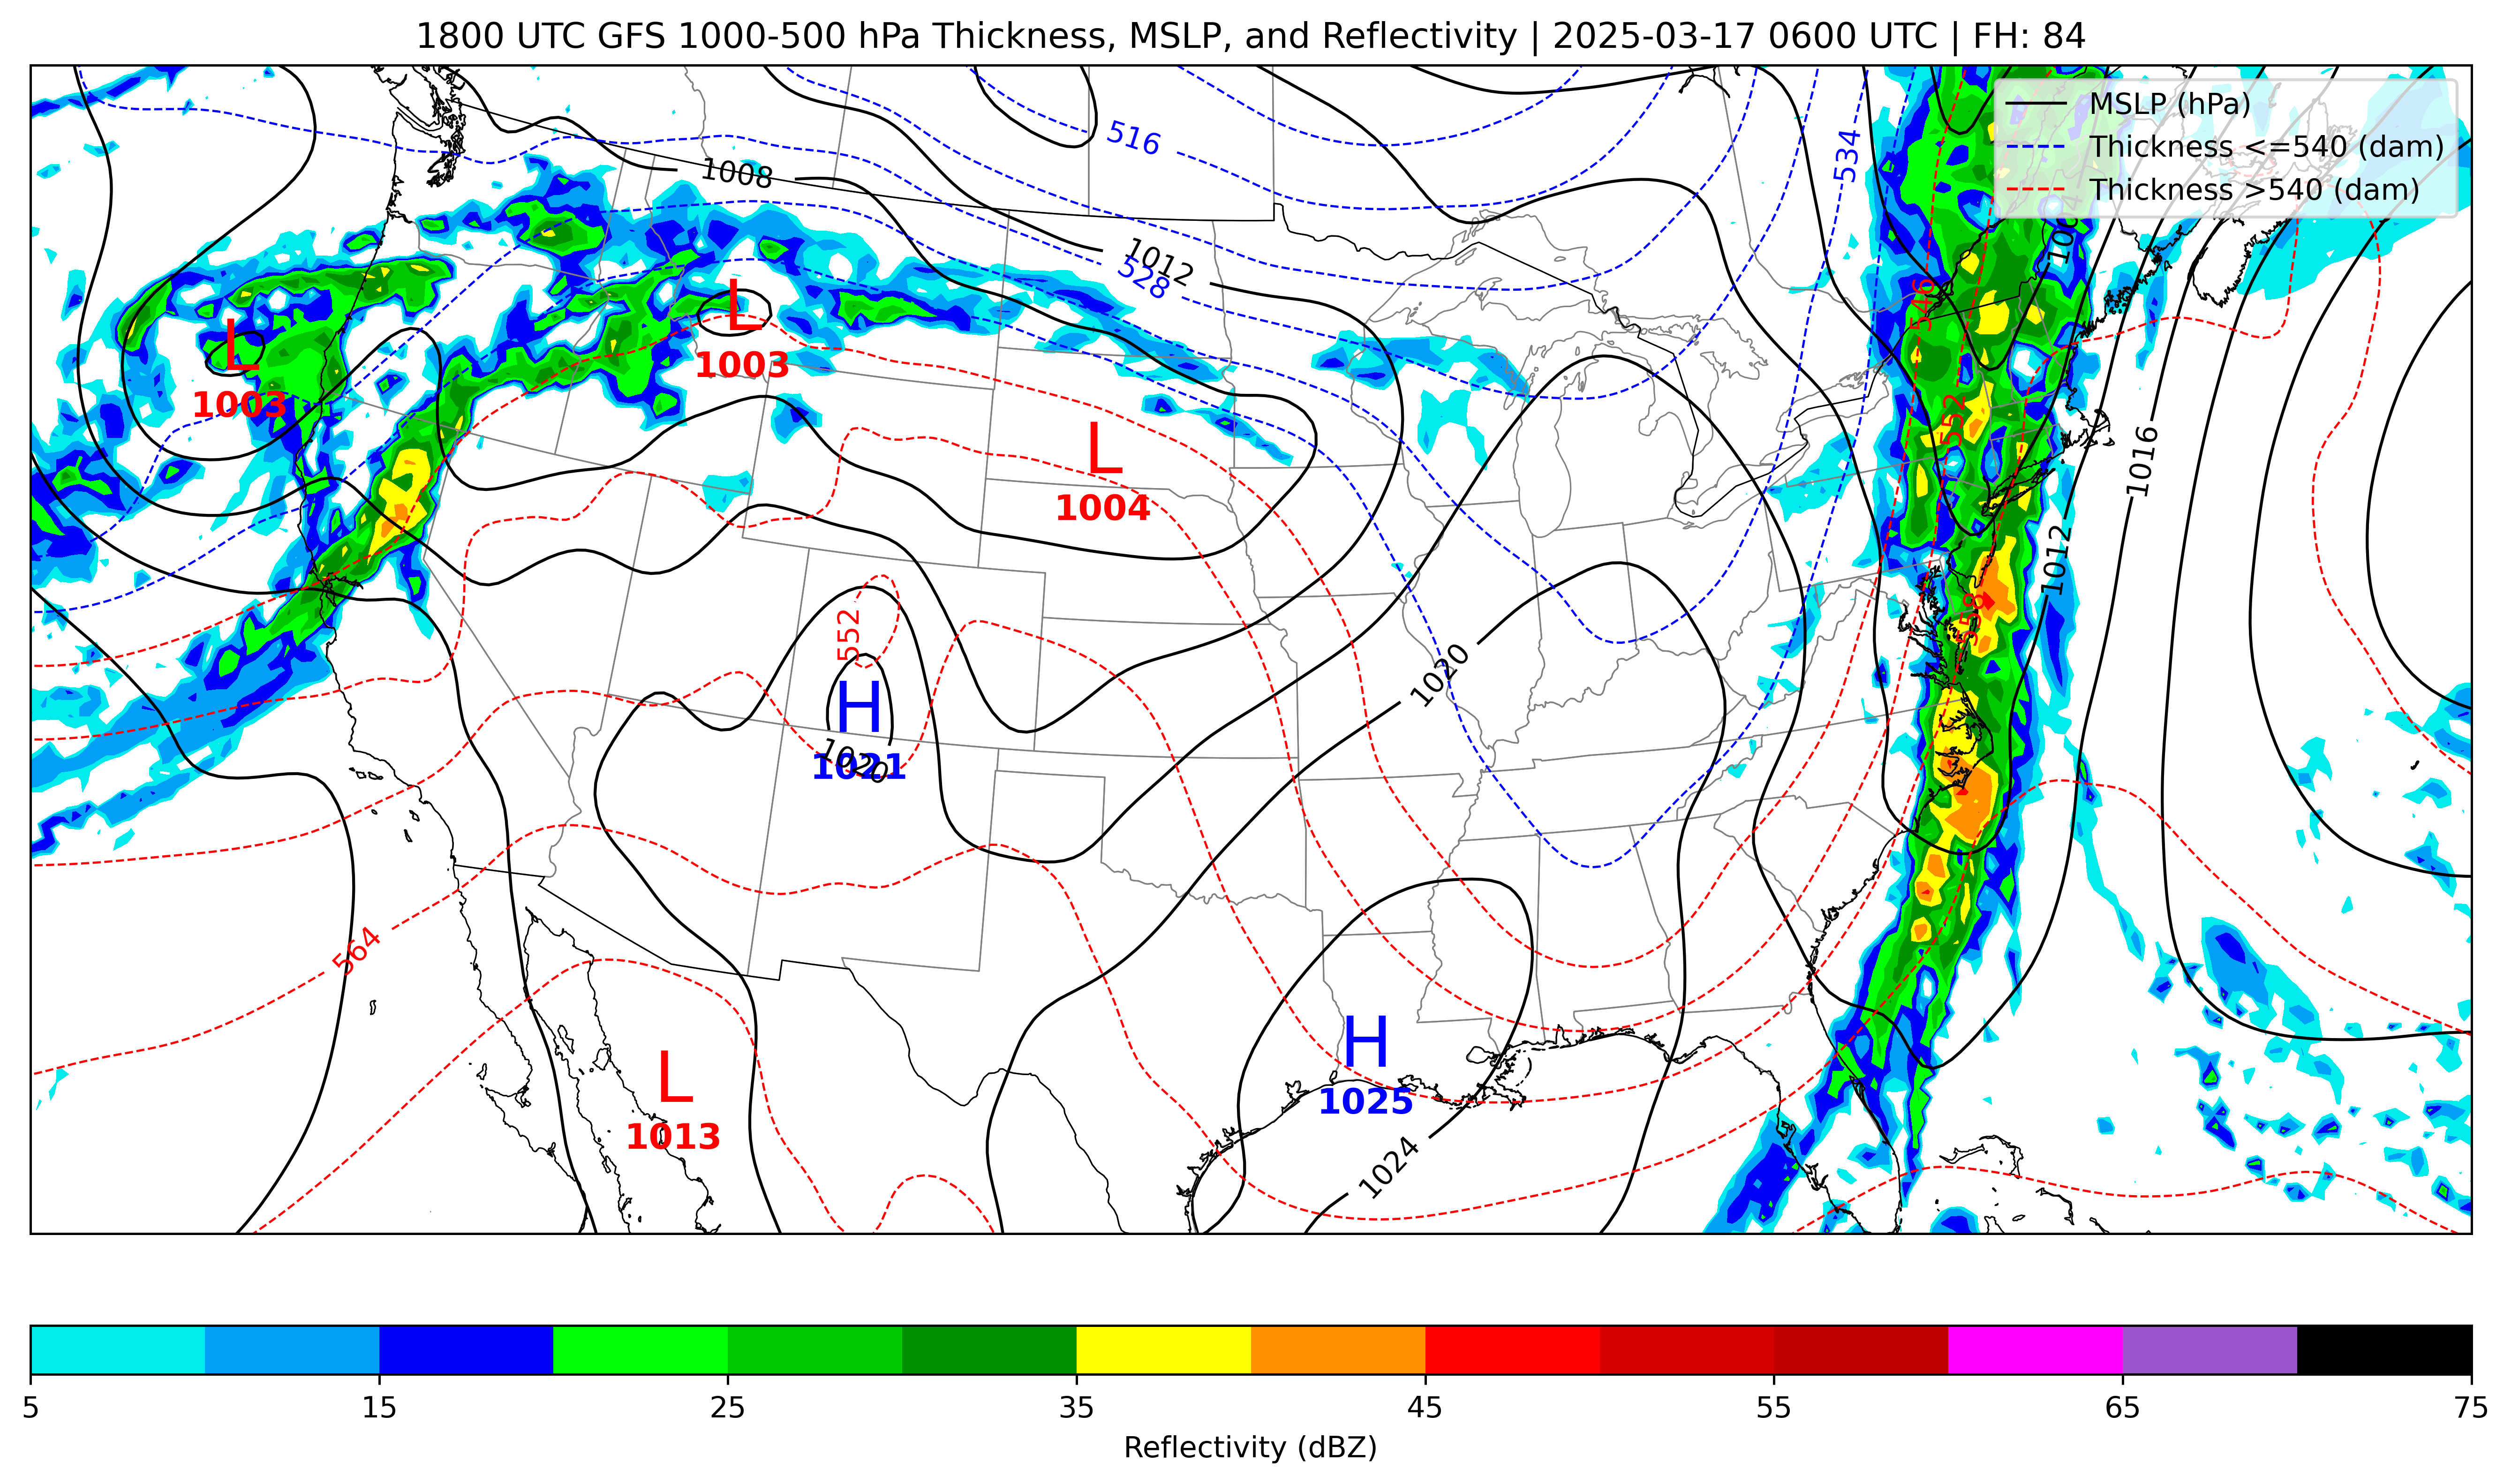 1800 UTC GFS 1000-500 hPa Thickness, MSLP, and Reflectivity | 2025-03-17 0600 UTC | FH: 84
MSLP (hPa)
Thickness <=540 (dam)
Thickness >540 (dam)
516
534
1008
1012
528
546
L
1003
L
1003
L
1004
552
1016
1012
558
552
1020
H
1021
1020
564
L
1013
H
1025
1024
5
15
25
35
45
55
65
75
Reflectivity (dBZ)